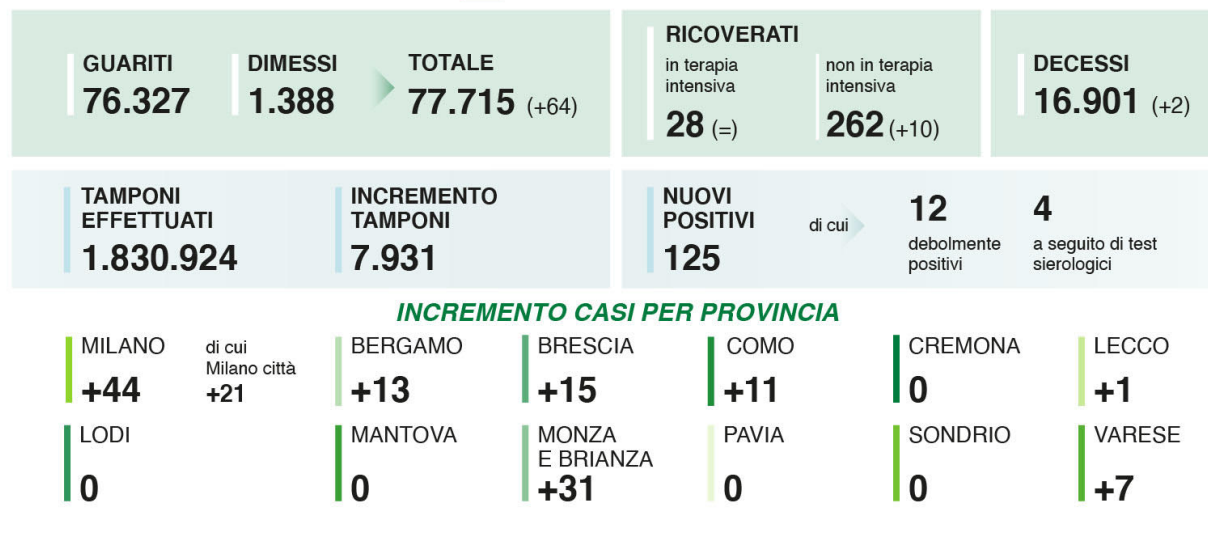 GUARITI
76.327
DIMESSI
1.388
TOTALE
77.715 (+64)
RICOVERATI
in terapia
intensiva
28 (=)
non in terapia
intensiva
262 (+10)
DECESSI
16.901 (+2)
TAMPONI
EFFETTUATI
1.830.924
INCREMENTO
TAMPONI
7.931
NUOVI
POSITIVI
125
di cui
12
debolmente
positivi
4
a seguito di test
sierologici
INCREMENTO CASI PER PROVINCIA
MILANO
+44
di cui
Milano città
+21
BERGAMO
+13
BRESCIA
+15
COMO
+11
CREMONA
0
LECCO
+1
LODI
0
MANTOVA
0
MONZA
E BRIANZA
+31
PAVIA
0
SONDRIO
0
VARESE
+7